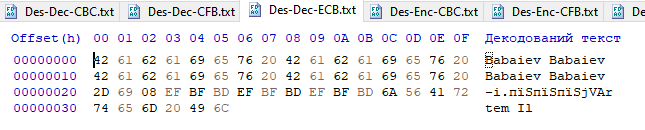 Des-Dec-CBC.txt Des-Dec-CFB.txt Des-Dec-ECB.txt Des-Enc-CBC.txt Des-Enc-CFB.txt
Offset(h) 00 01 02 03 04 05 06 07 08 09 0A 0B 0C 0D 0E 0F Декодований текст
00000000 42 61 62 61 69 65 76 20 42 61 62 61 69 65 76 20 Babaiev Babaiev
00000010 42 61 62 61 69 65 76 20 42 61 62 61 69 65 76 20 Babaiev Babaiev
00000020 2D 69 08 EF BF BD EF BF BD EF BF BD 6A 56 41 72 -i.пїЅпїЅпїЅjVAr
00000030 74 65 6D 20 49 6C tem Il